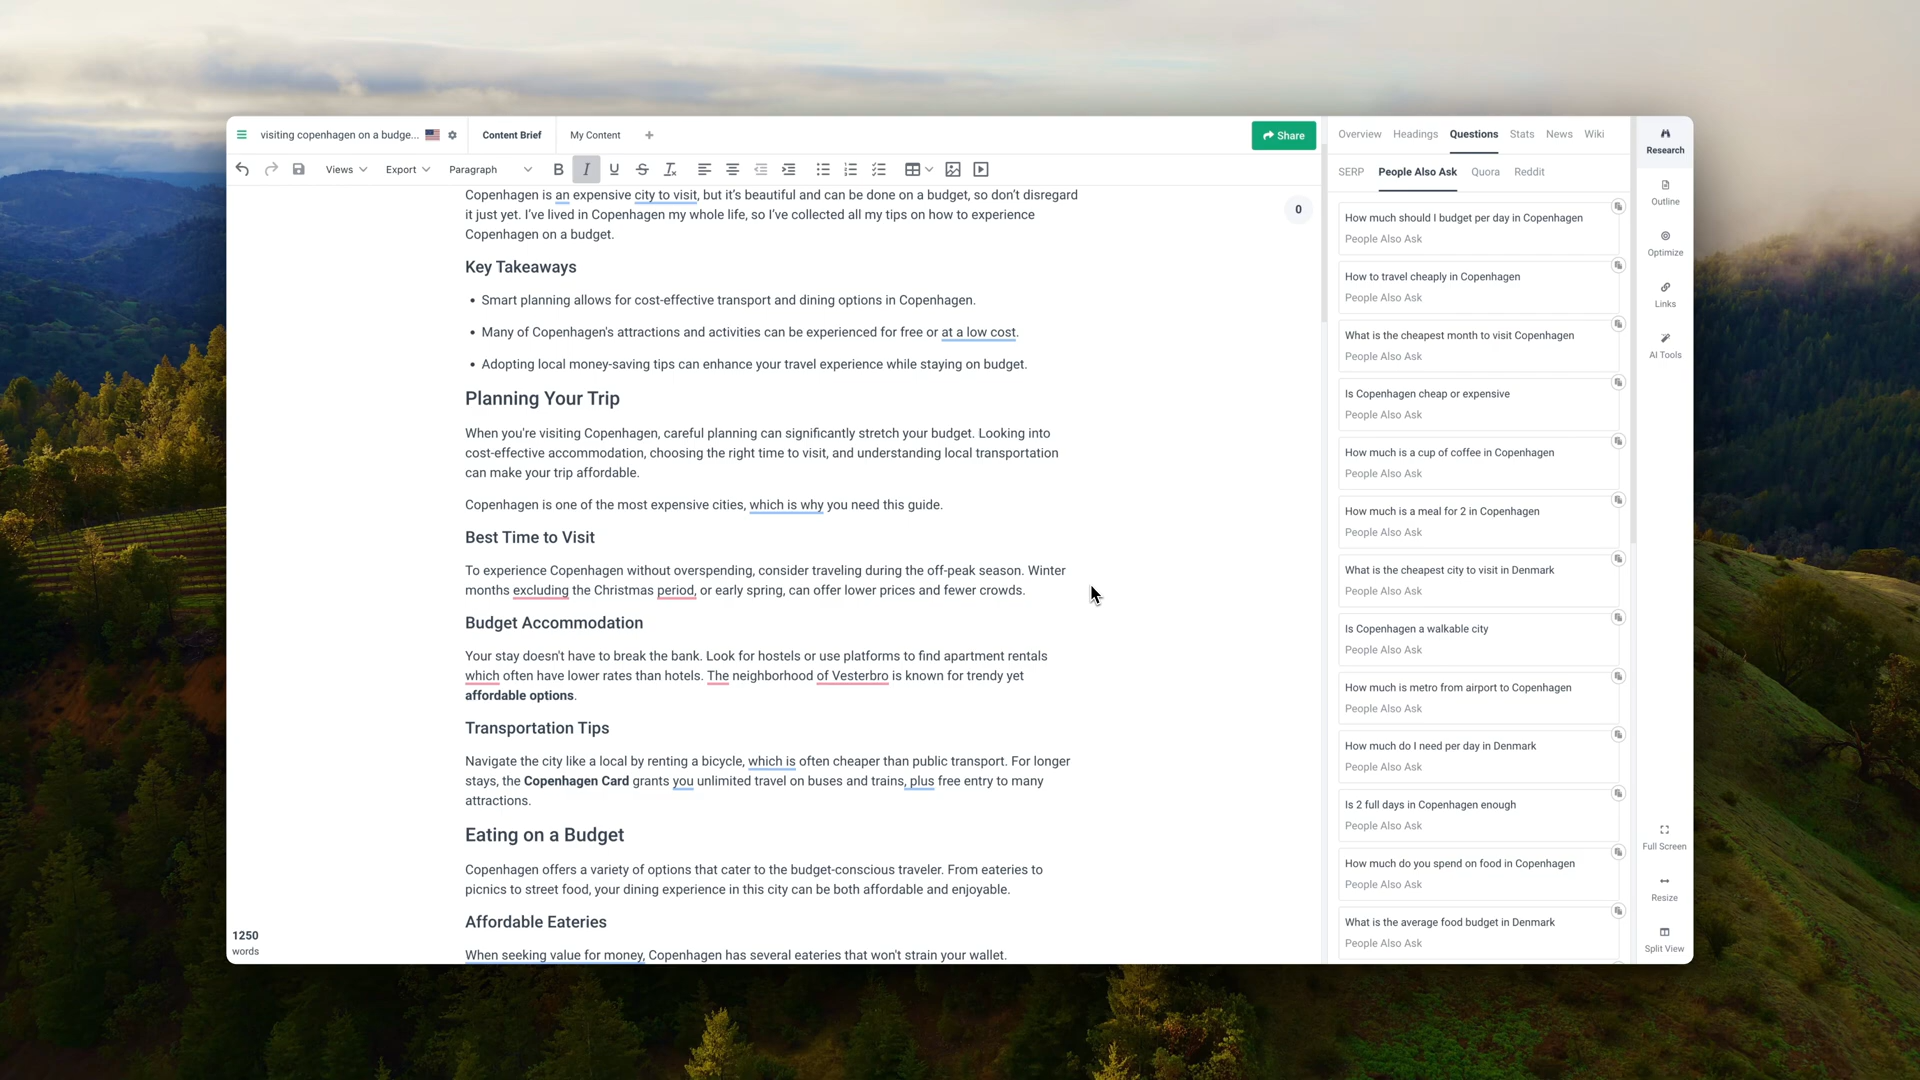 visiting copenhagen on a budge...
Content Brief
My Content
Share
Views
Export
Paragraph
B
I
U
S
Copenhagen is an expensive city to visit, but it's beautiful and can be done on a budget, so don't disregard
it just yet. I've lived in Copenhagen my whole life, so I've collected all my tips on how to experience
Copenhagen on a budget.
0
Key Takeaways
• Smart planning allows for cost-effective transport and dining options in Copenhagen.
• Many of Copenhagen's attractions and activities can be experienced for free or at a low cost.
• Adopting local money-saving tips can enhance your travel experience while staying on budget.
Planning Your Trip
When you're visiting Copenhagen, careful planning can significantly stretch your budget. Looking into
cost-effective accommodation, choosing the right time to visit, and understanding local transportation
can make your trip affordable.
Copenhagen is one of the most expensive cities, which is why you need this guide.
Best Time to Visit
To experience Copenhagen without overspending, consider traveling during the off-peak season. Winter
months excluding the Christmas period, or early spring, can offer lower prices and fewer crowds.
Budget Accommodation
Your stay doesn't have to break the bank. Look for hostels or use platforms to find apartment rentals
which often have lower rates than hotels. The neighborhood of Vesterbro is known for trendy yet
affordable options.
Transportation Tips
Navigate the city like a local by renting a bicycle, which is often cheaper than public transport. For longer
stays, the Copenhagen Card grants you unlimited travel on buses and trains, plus free entry to many
attractions.
Eating on a Budget
Copenhagen offers a variety of options that cater to the budget-conscious traveler. From eateries to
picnics to street food, your dining experience in this city can be both affordable and enjoyable.
Affordable Eateries
When seeking value for money, Copenhagen has several eateries that won't strain your wallet.
1250
words
Overview
Headings
Questions
Stats
News
Wiki
SERP
People Also Ask
Quora
Reddit
How much should I budget per day in Copenhagen
People Also Ask
How to travel cheaply in Copenhagen
People Also Ask
What is the cheapest month to visit Copenhagen
People Also Ask
Is Copenhagen cheap or expensive
People Also Ask
How much is a cup of coffee in Copenhagen
People Also Ask
How much is a meal for 2 in Copenhagen
People Also Ask
What is the cheapest city to visit in Denmark
People Also Ask
Is Copenhagen a walkable city
People Also Ask
How much is metro from airport to Copenhagen
People Also Ask
How much do I need per day in Denmark
People Also Ask
Is 2 full days in Copenhagen enough
People Also Ask
How much do you spend on food in Copenhagen
People Also Ask
What is the average food budget in Denmark
People Also Ask
Research
Outline
Optimize
Links
AI Tools
Full Screen
Resize
Split View